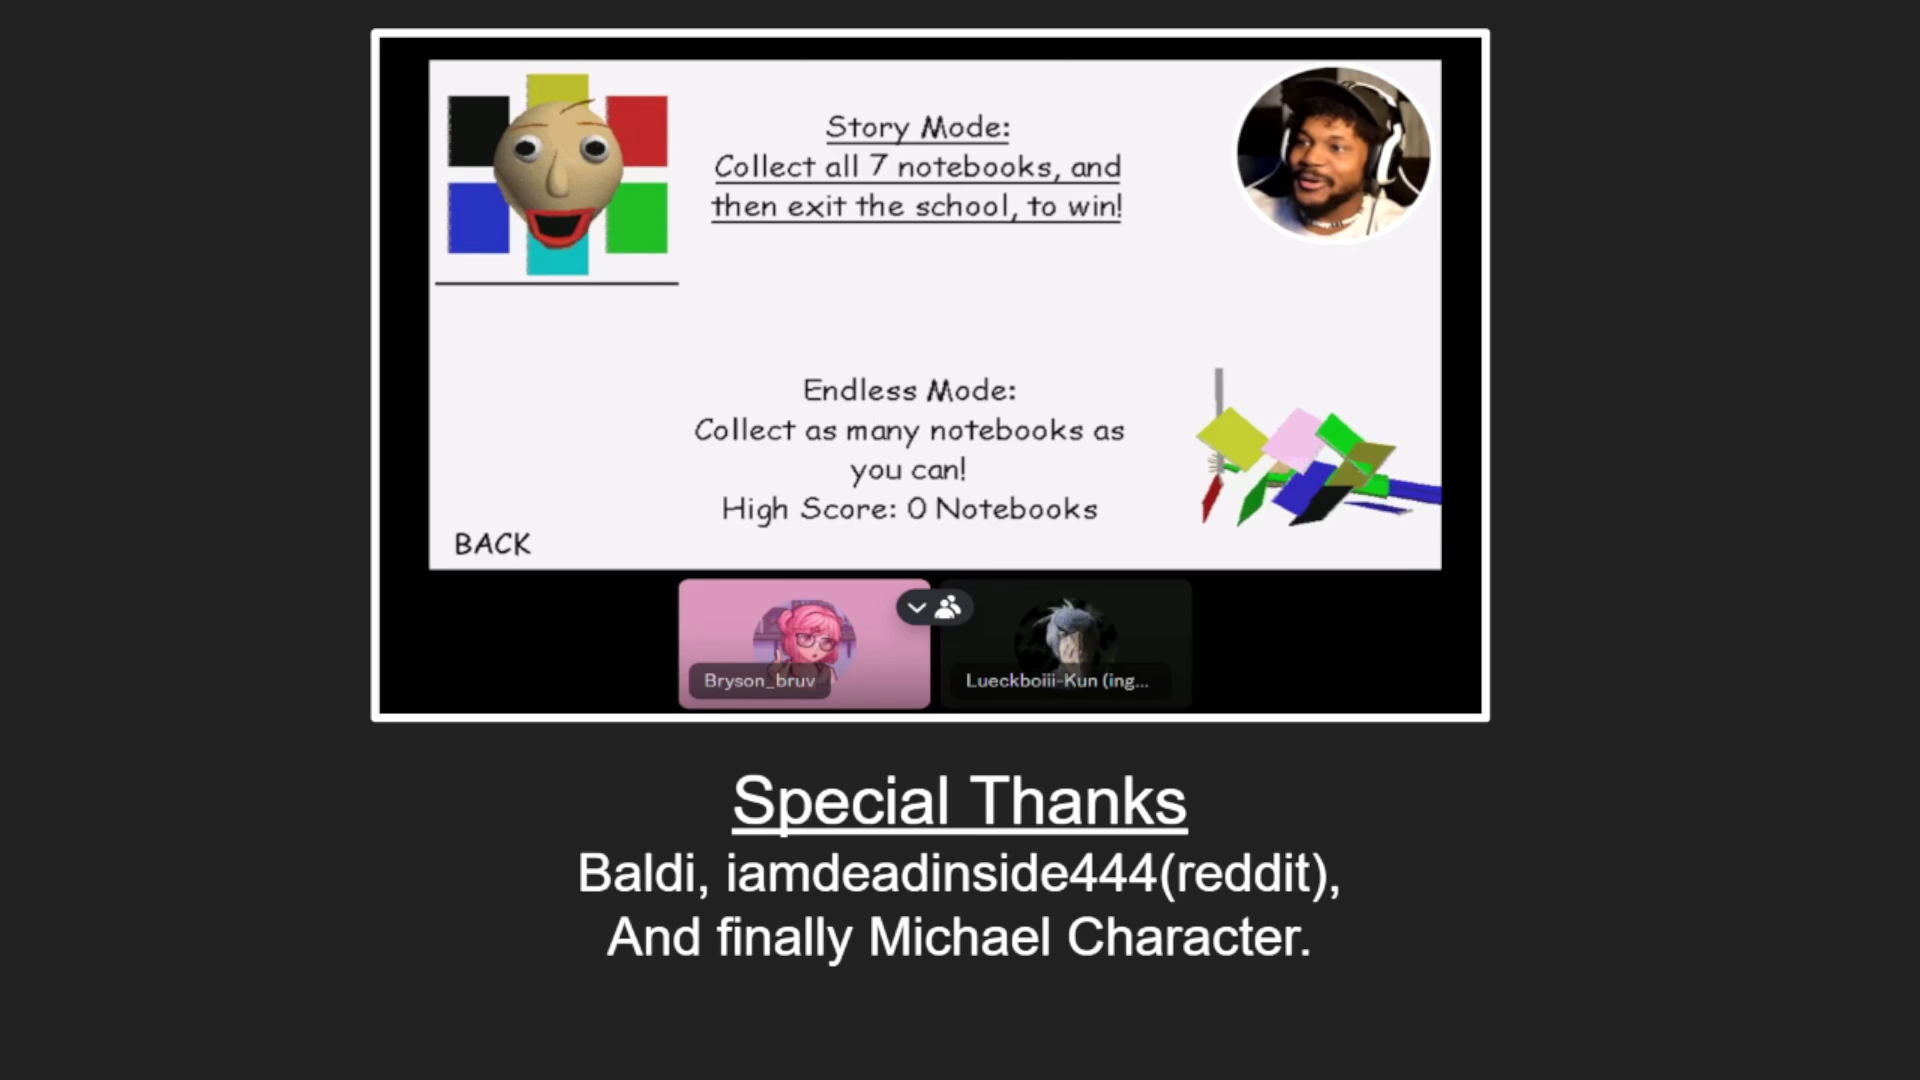 Story Mode:
Collect all 7 notebooks, and
then exit the school, to win!
Endless Mode:
Collect as many notebooks as
you can!
High Score: 0 Notebooks
BACK
Bryson_bruv
Lueckboiii-Kun (ing...
Special Thanks
Baldi, iamdeadinside444(reddit),
And finally Michael Character.